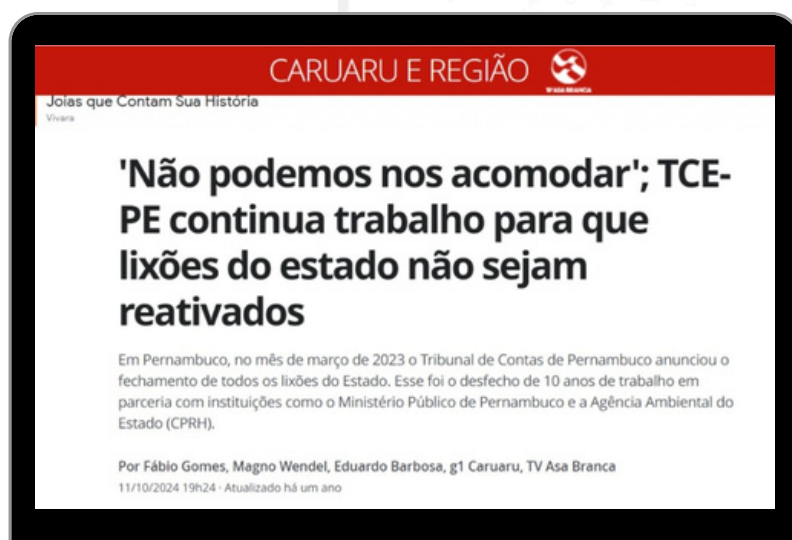 CARUARU E REGIÃO
TV ASA BRANCA
Joias que Contam Sua História
Vivara
'Não podemos nos acomodar'; TCE-
PE continua trabalho para que
lixões do estado não sejam
reativados
Em Pernambuco, no mês de março de 2023 o Tribunal de Contas de Pernambuco anunciou o
fechamento de todos os lixões do Estado. Esse foi o desfecho de 10 anos de trabalho em
parceria com instituições como o Ministério Público de Pernambuco e a Agência Ambiental do
Estado (CPRH).
Por Fábio Gomes, Magno Wendel, Eduardo Barbosa, g1 Caruaru, TV Asa Branca
11/10/2024 19h24 · Atualizado há um ano